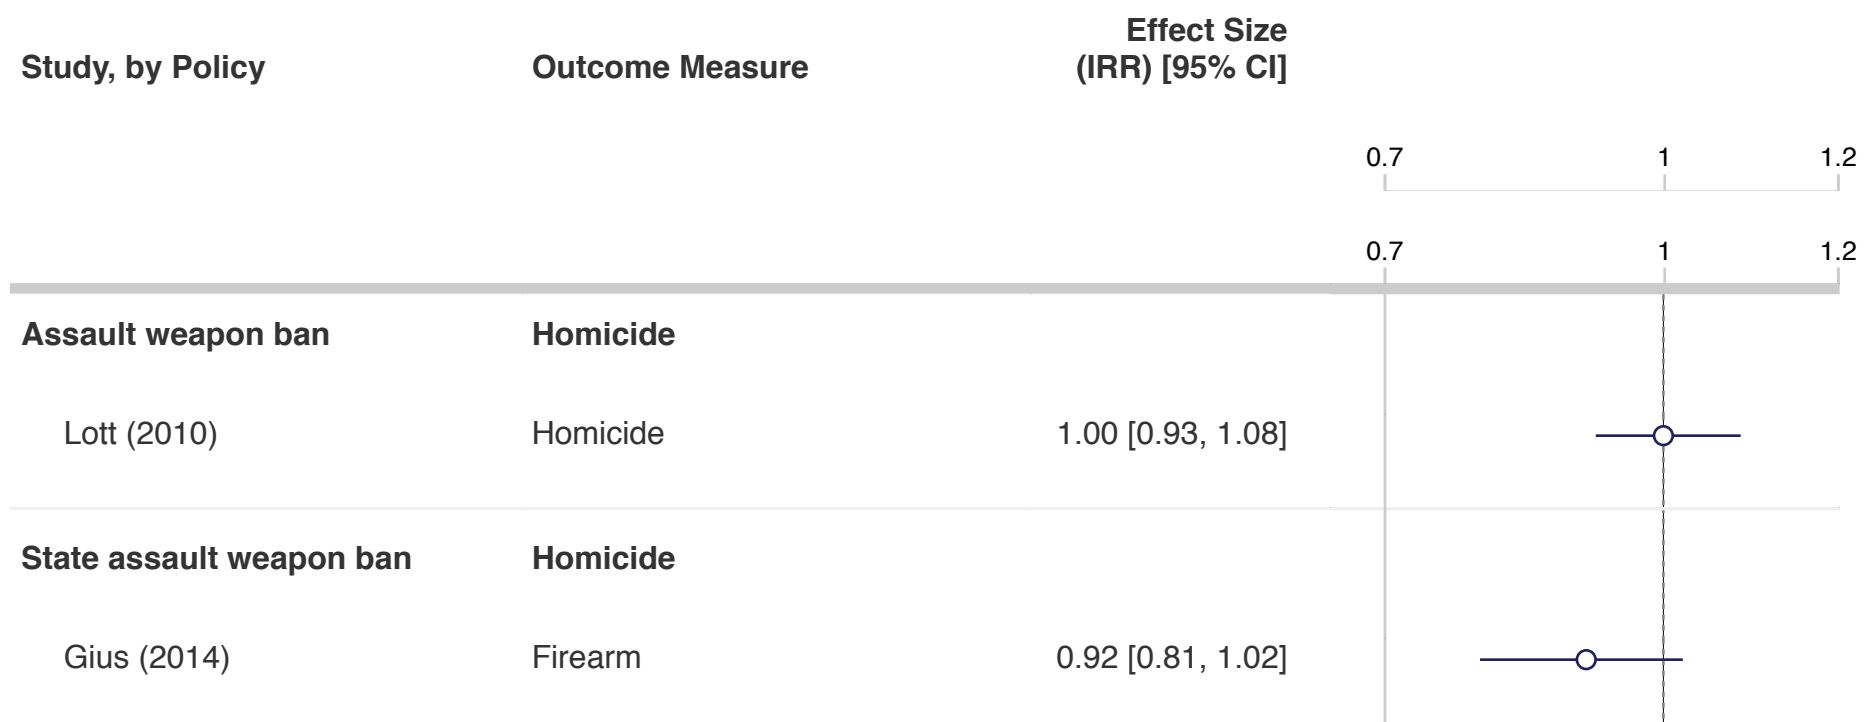 Study, by Policy Outcome Measure Effect Size
(IRR) [95% CI]
0.7 1 1.2
0.7 1 1.2
Assault weapon ban Homicide
Lott (2010) Homicide 1.00 [0.93, 1.08]
State assault weapon ban Homicide
Gius (2014) Firearm 0.92 [0.81, 1.02]